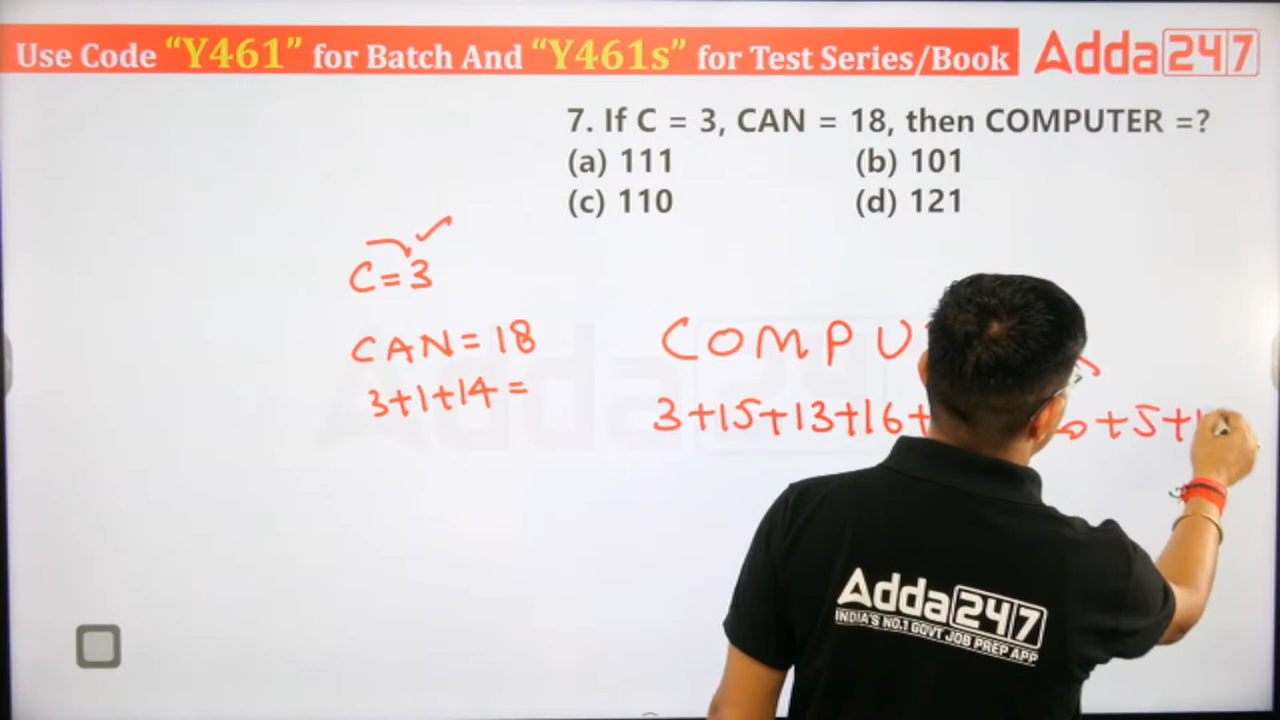 Use Code “Y461” for Batch And “Y461s” for Test Series/Book
Adda247
7. If C = 3, CAN = 18, then COMPUTER =?
(a) 111 (b) 101
(c) 110 (d) 121
C=3
CAN=18
3+1+14=
COMPU
3+15+13+16+ +5+
Adda247
INDIA'S NO.1 GOVT JOB PREP APP